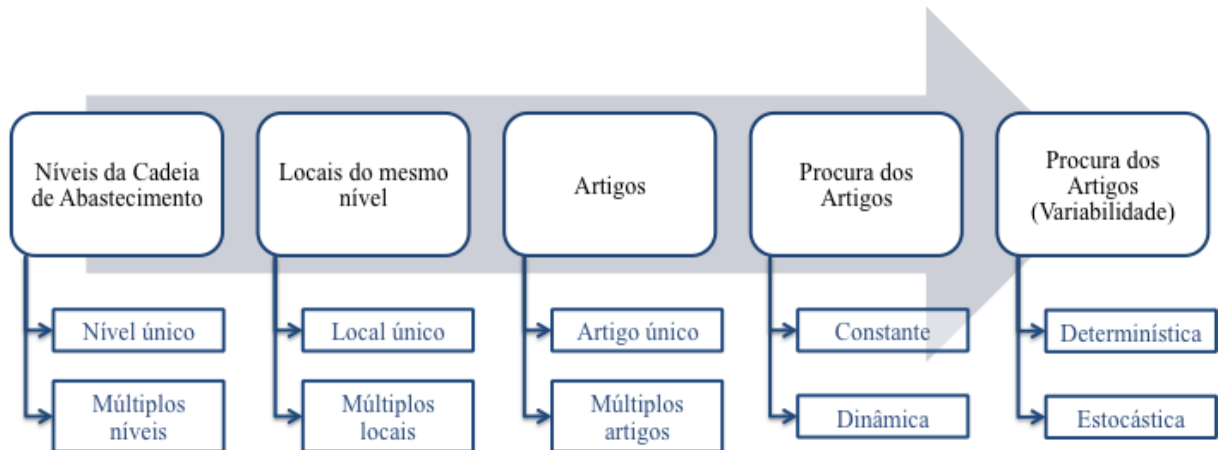 Níveis da Cadeia
de Abastecimento
Locais do mesmo
nível
Artigos
Procura dos
Artigos
Procura dos
Artigos
(Variabilidade)
Nível único
Local único
Artigo único
Constante
Determinística
Múltiplos
níveis
Múltiplos
locais
Múltiplos
artigos
Dinâmica
Estocástica